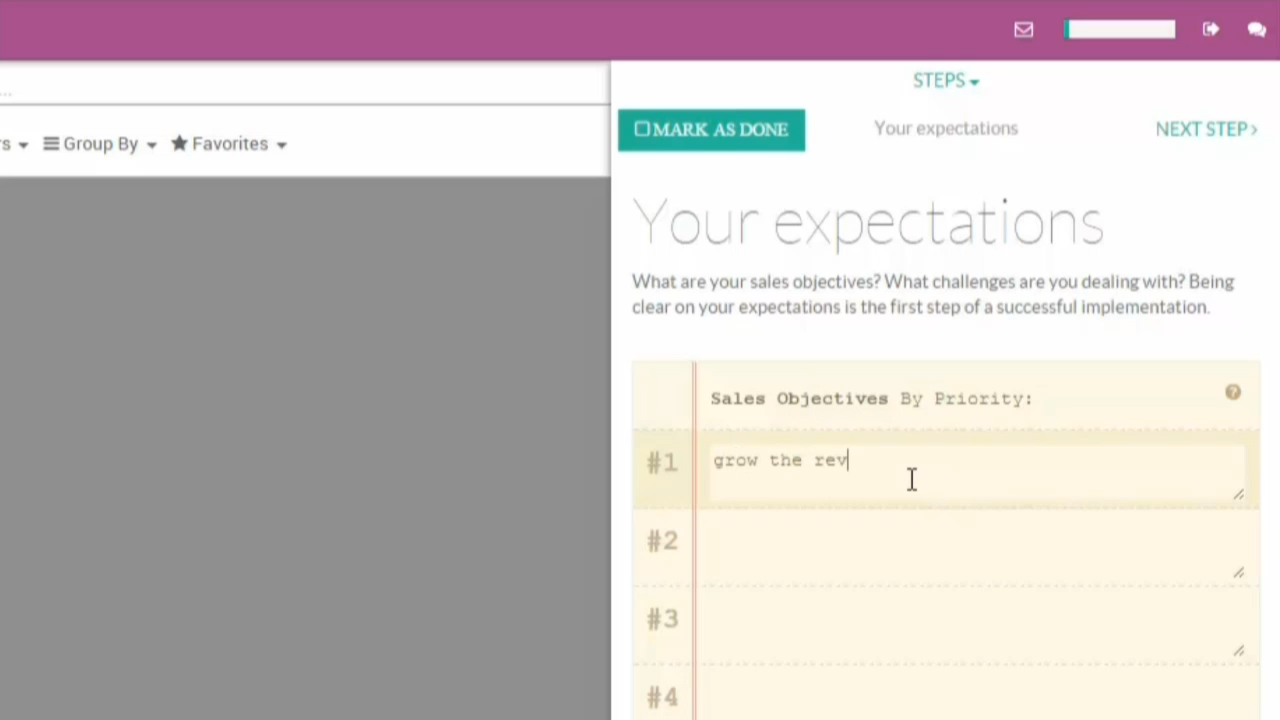 STEPS
...
s Group By Favorites
MARK AS DONE
Your expectations
NEXT STEP
Your expectations
What are your sales objectives? What challenges are you dealing with? Being
clear on your expectations is the first step of a successful implementation.
Sales Objectives By Priority:
?
#1 grow the rev
#2
#3
#4